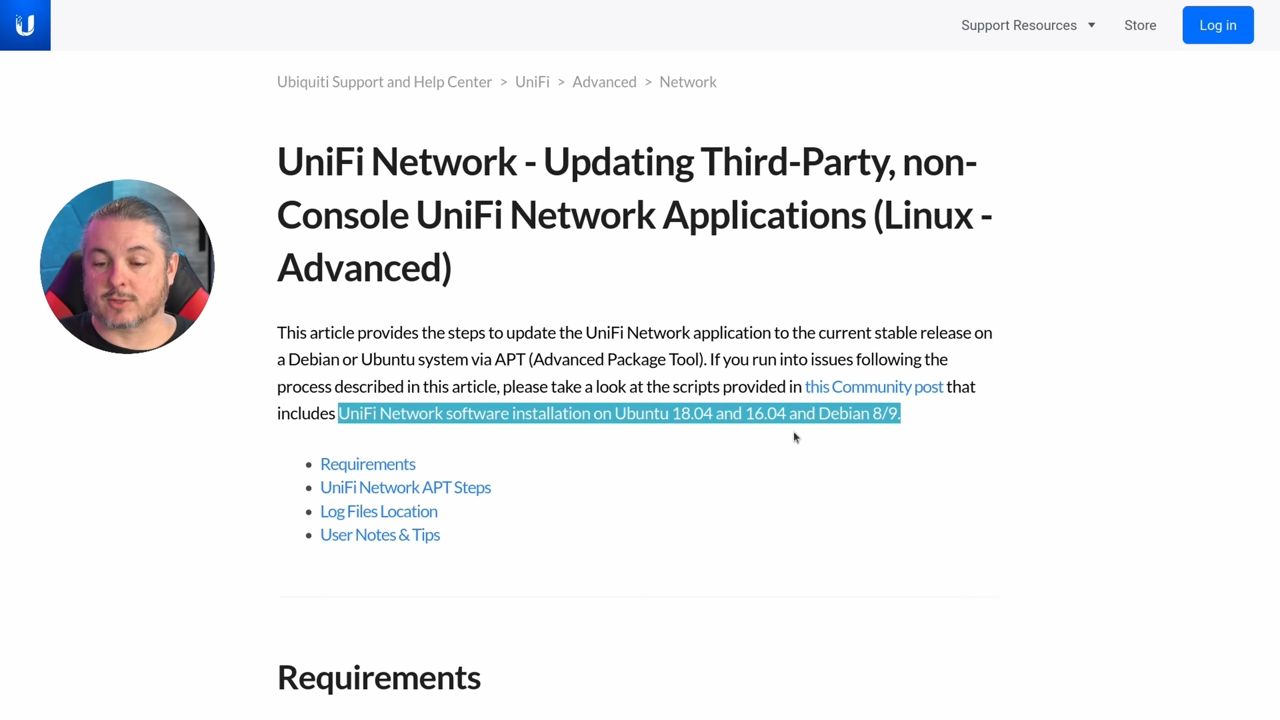 Support Resources Store Log in
Ubiquiti Support and Help Center > UniFi > Advanced > Network
UniFi Network - Updating Third-Party, non-
Console UniFi Network Applications (Linux -
Advanced)
This article provides the steps to update the UniFi Network application to the current stable release on
a Debian or Ubuntu system via APT (Advanced Package Tool). If you run into issues following the
process described in this article, please take a look at the scripts provided in this Community post that
includes UniFi Network software installation on Ubuntu 18.04 and 16.04 and Debian 8/9.
Requirements
UniFi Network APT Steps
Log Files Location
User Notes & Tips
Requirements